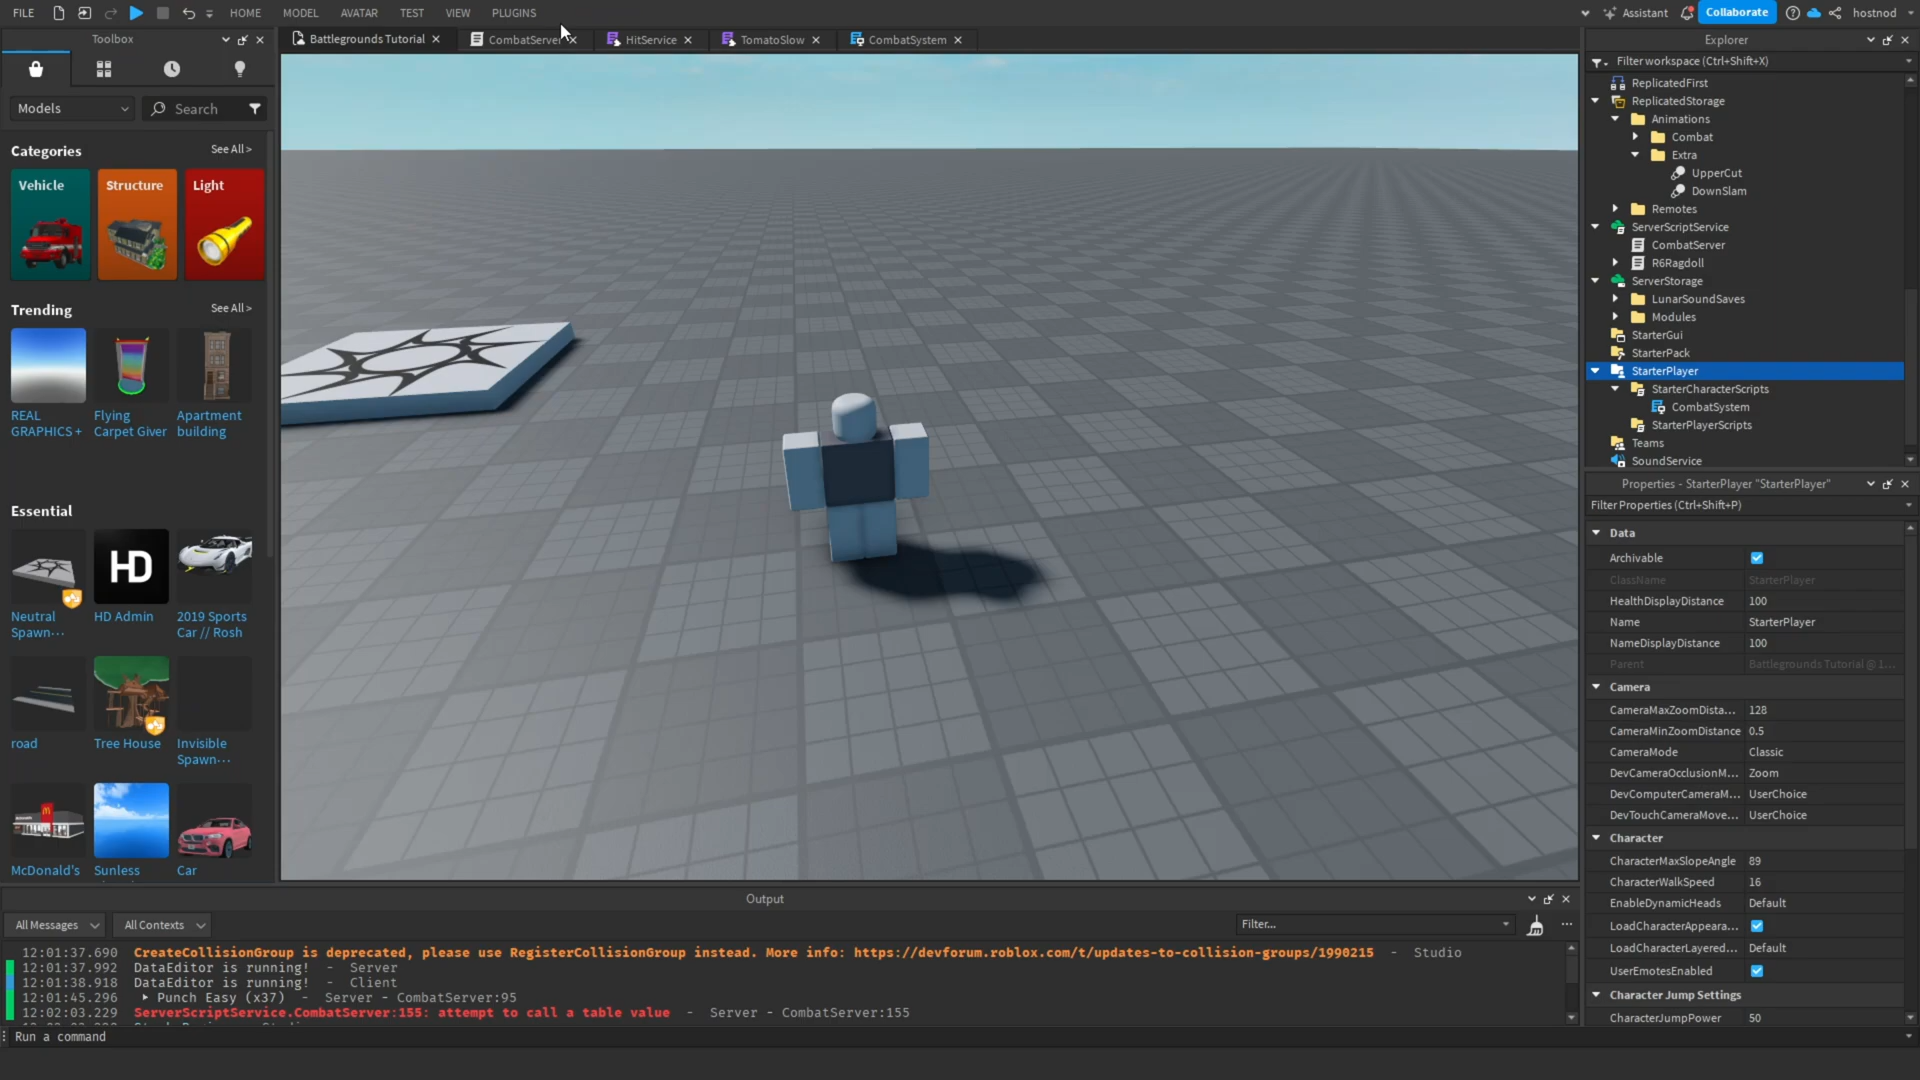 FILE HOME MODEL AVATAR TEST VIEW PLUGINS Assistant Collaborate hostnod
Toolbox
Battlegrounds Tutorial CombatServer HitService TomatoSlow CombatSystem
Models Search
Categories See All >
Vehicle Structure Light
Trending See All >
REAL GRAPHICS +
Flying Carpet Giver
Apartment building
Essential
HD
Neutral Spawn···
HD Admin
2019 Sports Car // Rosh
road
Tree House
Invisible Spawn···
McDonald's
Sunless
Car
Explorer
Filter workspace (Ctrl+Shift+X)
ReplicatedFirst
ReplicatedStorage
Animations
Combat
Extra
UpperCut
DownSlam
Remotes
ServerScriptService
CombatServer
R6Ragdoll
ServerStorage
LunarSoundSaves
Modules
StarterGui
StarterPack
StarterPlayer
StarterCharacterScripts
CombatSystem
StarterPlayerScripts
Teams
SoundService
Properties - StarterPlayer "StarterPlayer"
Filter Properties (Ctrl+Shift+P)
Data
Archivable
ClassName StarterPlayer
HealthDisplayDistance 100
Name StarterPlayer
NameDisplayDistance 100
Parent Battlegrounds Tutorial @ 1...
Camera
CameraMaxZoomDista... 128
CameraMinZoomDistance 0.5
CameraMode Classic
DevCameraOcclusionM... Zoom
DevComputerCameraM... UserChoice
DevTouchCameraMove... UserChoice
Character
CharacterMaxSlopeAngle 89
CharacterWalkSpeed 16
EnableDynamicHeads Default
LoadCharacterAppeara...
LoadCharacterLayered... Default
UserEmotesEnabled
Character Jump Settings
CharacterJumpPower 50
Output
All Messages All Contexts Filter...
12:01:37.690 CreateCollisionGroup is deprecated, please use RegisterCollisionGroup instead. More info: https://devforum.roblox.com/t/updates-to-collision-groups/1990215 - Studio
12:01:37.992 DataEditor is running! - Server
12:01:38.918 DataEditor is running! - Client
12:01:45.296 Punch Easy (x37) - Server - CombatServer:95
12:02:03.229 ServerScriptService.CombatServer:155: attempt to call a table value - Server - CombatServer:155
Run a command